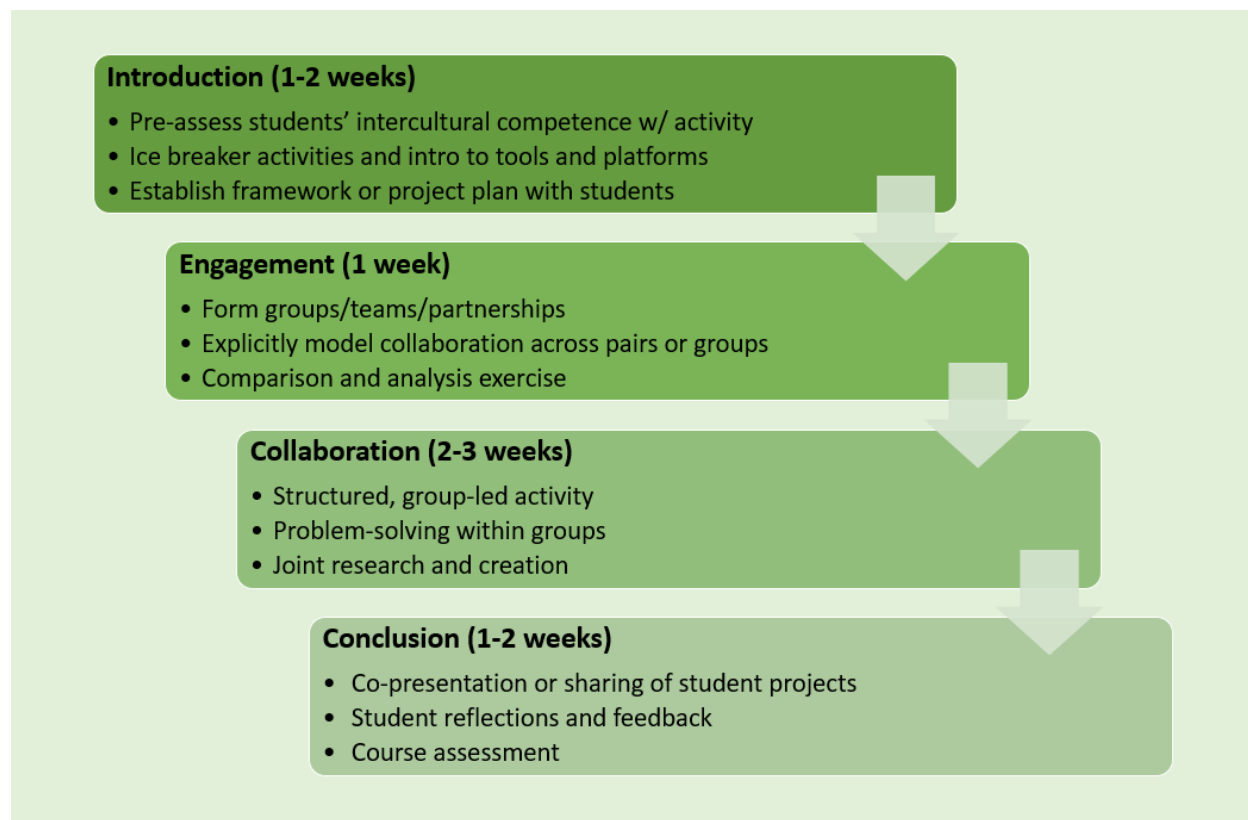 Introduction (1-2 weeks)
• Pre-assess students’ intercultural competence w/ activity
• Ice breaker activities and intro to tools and platforms
• Establish framework or project plan with students
Engagement (1 week)
• Form groups/teams/partnerships
• Explicitly model collaboration across pairs or groups
• Comparison and analysis exercise
Collaboration (2-3 weeks)
• Structured, group-led activity
• Problem-solving within groups
• Joint research and creation
Conclusion (1-2 weeks)
• Co-presentation or sharing of student projects
• Student reflections and feedback
• Course assessment